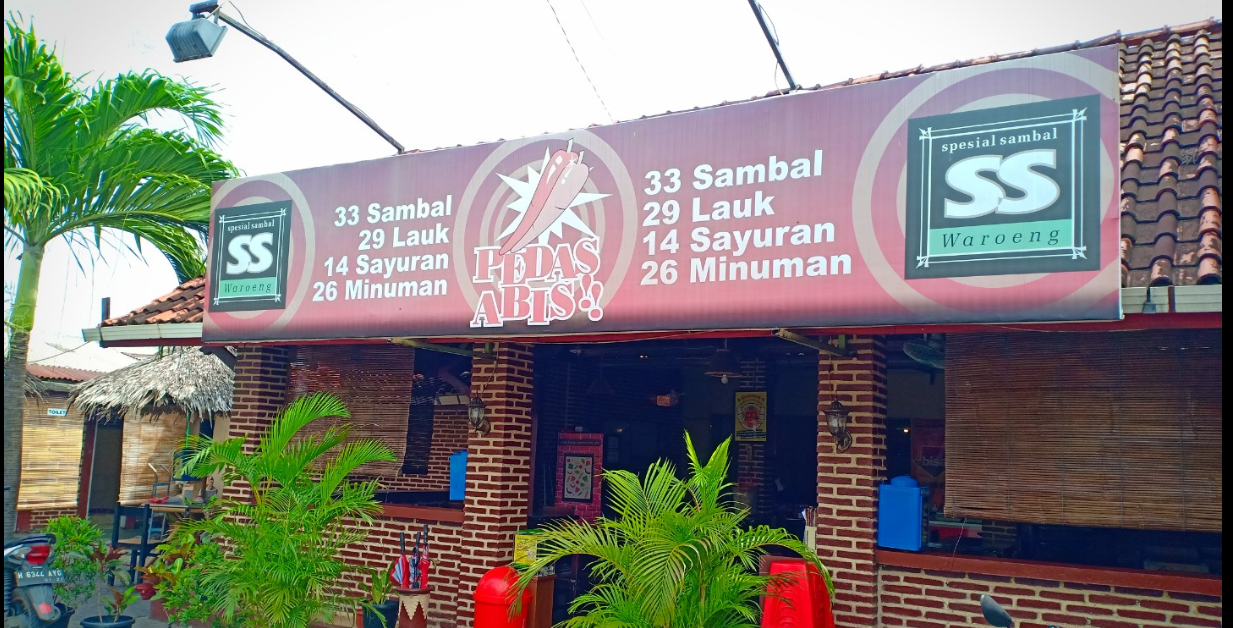 spesial sambal
SS
Waroeng
33 Sambal
29 Lauk
14 Sayuran
26 Minuman
PEDAS
ABIS!!
33 Sambal
29 Lauk
14 Sayuran
26 Minuman
spesial sambal
SS
Waroeng
TOILET